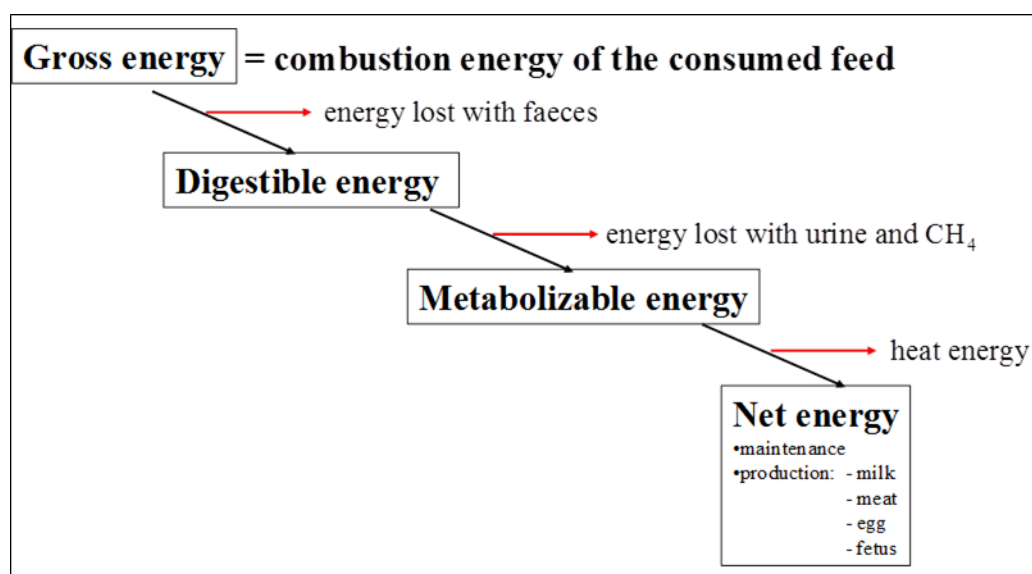 Gross energy = combustion energy of the consumed feed
energy lost with faeces
Digestible energy
energy lost with urine and CH₄
Metabolizable energy
heat energy
Net energy
•maintenance
•production: - milk
- meat
- egg
- fetus